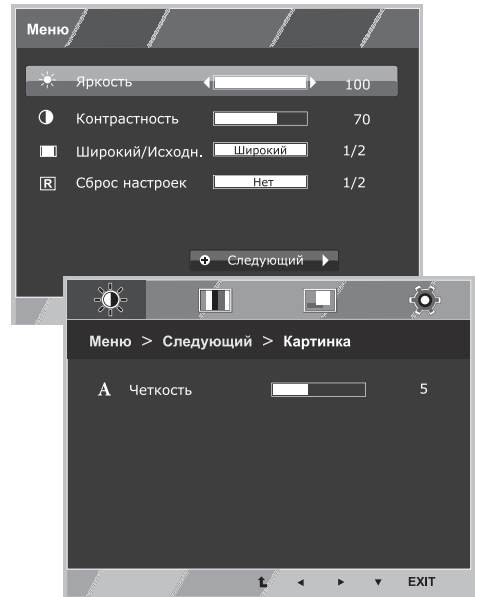 Меню
Яркость 100
Контрастность 70
Широкий/Исходн. Широкий 1/2
R Сброс настроек Нет 1/2
Следующий
Меню > Следующий > Картинка
A Четкость 5
EXIT